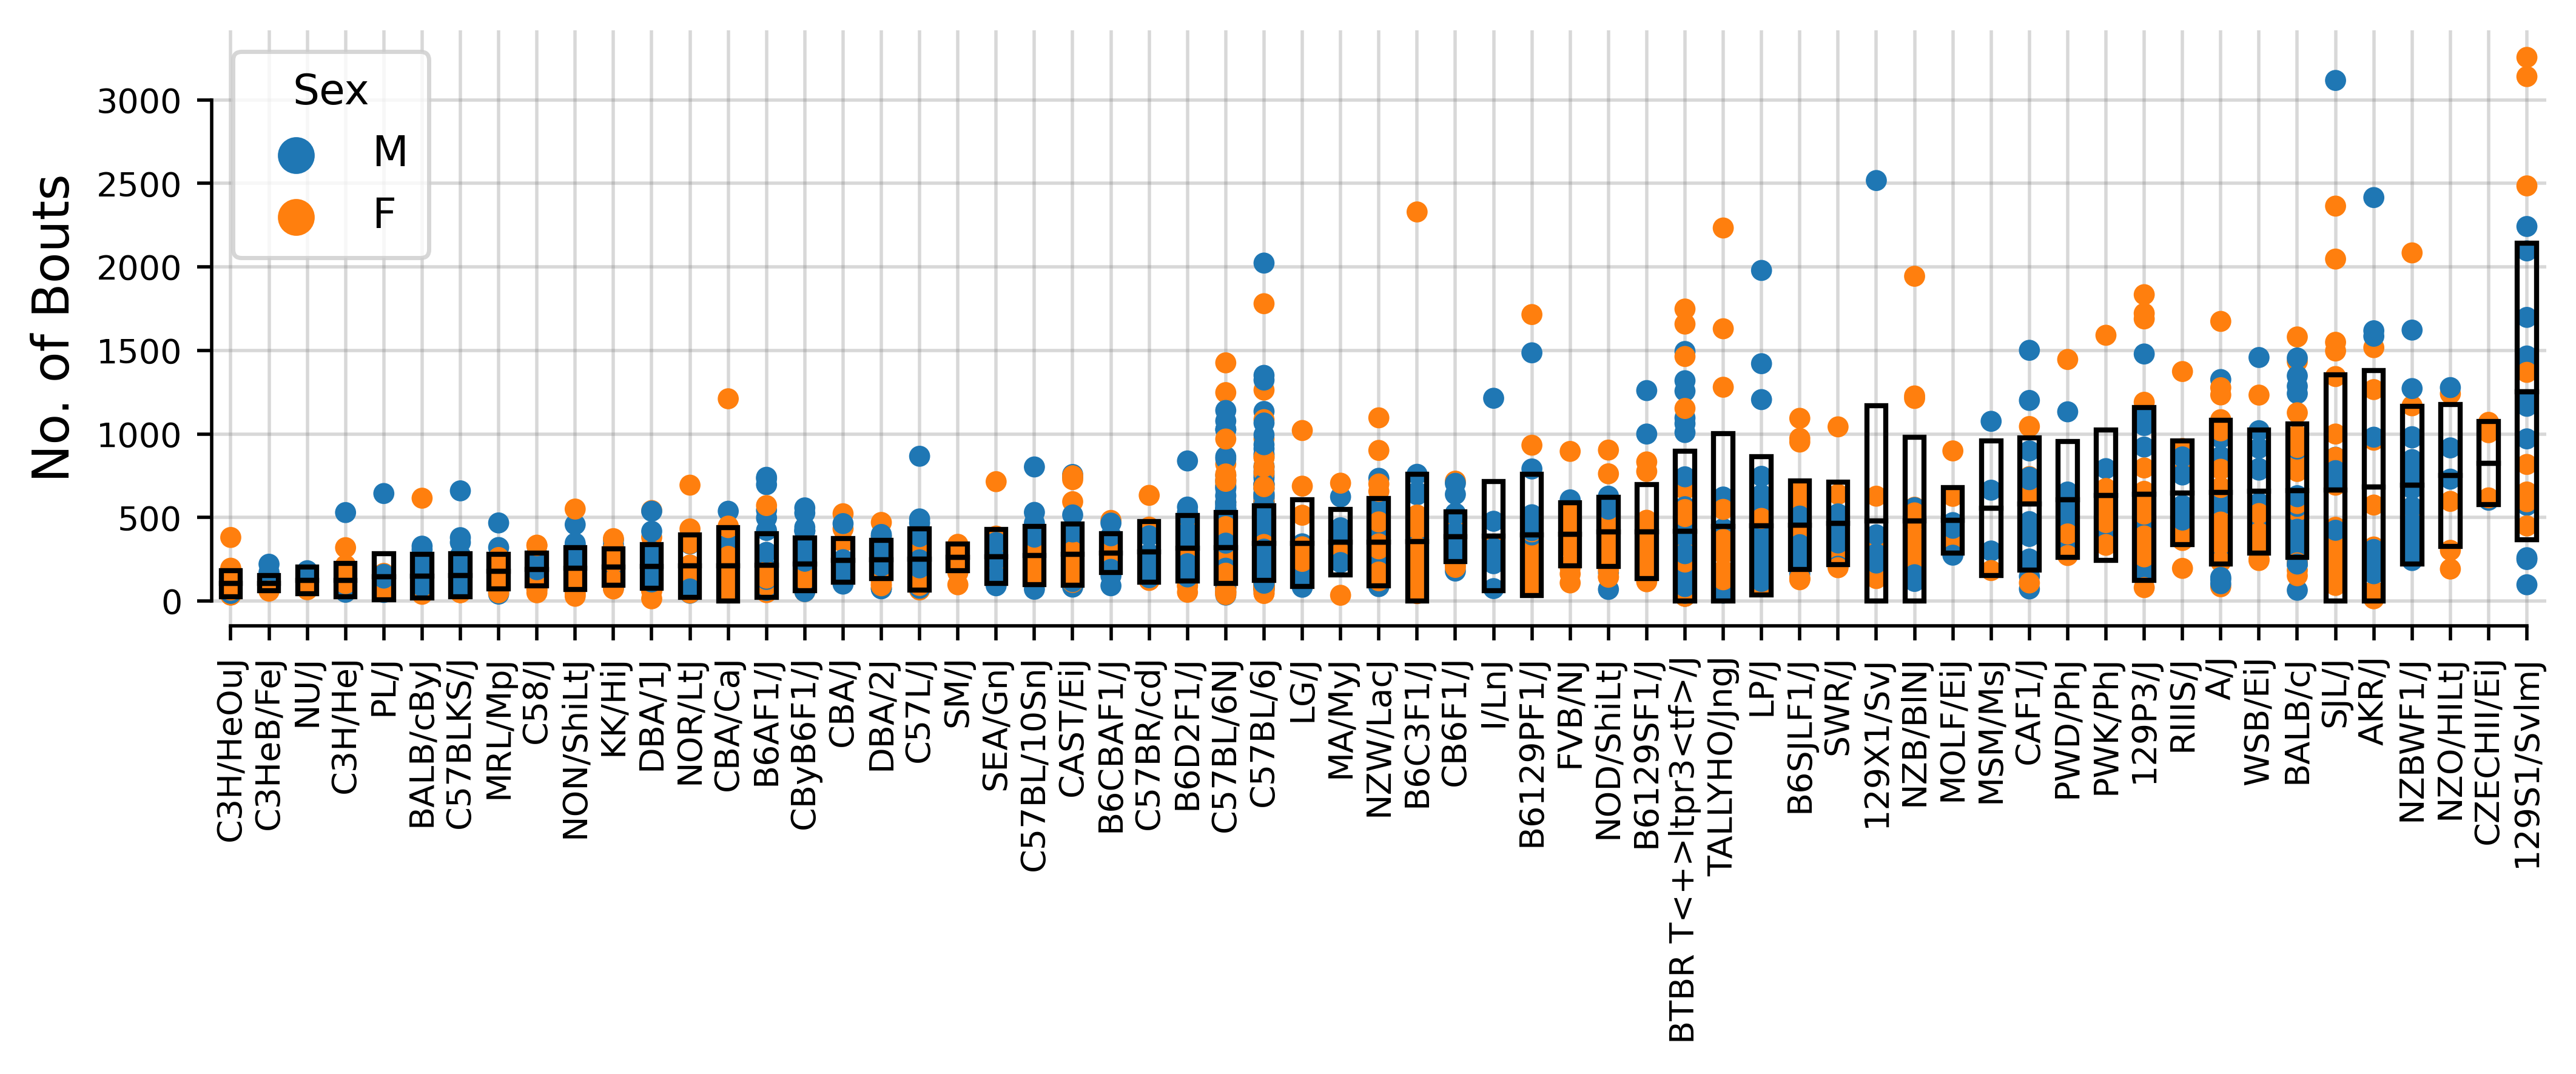 No. of Bouts
3000
2500
2000
1500
1000
500
0
Sex
M
F
C3H/HeOuJ
C3HeB/FeJ
NU/J
C3H/HeJ
PL/J
BALB/cByJ
C57BLKS/J
MRL/MpJ
C58/J
NON/ShiLtJ
KK/HiJ
DBA/1J
NOR/LtJ
CBA/CaJ
B6AF1/J
CByB6F1/J
CBA/J
DBA/2J
C57L/J
SM/J
SEA/GnJ
C57BL/10SnJ
CAST/EiJ
B6CBAF1/J
C57BR/cdJ
B6D2F1/J
C57BL/6NJ
C57BL/6J
LG/J
MA/MyJ
NZW/LacJ
B6C3F1/J
CB6F1/J
I/LnJ
B6129PF1/J
FVB/NJ
NOD/ShiLtJ
B6129SF1/J
BTBR T<+>ltpr3<tf>/J
TALLYHO/JngJ
LP/J
B6SJLF1/J
SWR/J
129X1/SvJ
NZB/BlNJ
MOLF/EiJ
MSM/MsJ
CAF1/J
PWD/PhJ
PWK/PhJ
129P3/J
RIIIS/J
A/J
WSB/EiJ
BALB/cJ
SJL/J
AKR/J
NZBWF1/J
NZO/HlLtJ
CZECHII/EiJ
129S1/SvImJ